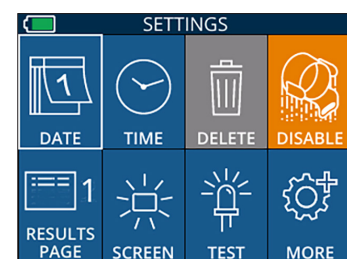 SETTINGS
1
DATE
TIME
DELETE
DISABLE
1
RESULTS
PAGE
SCREEN
TEST
MORE